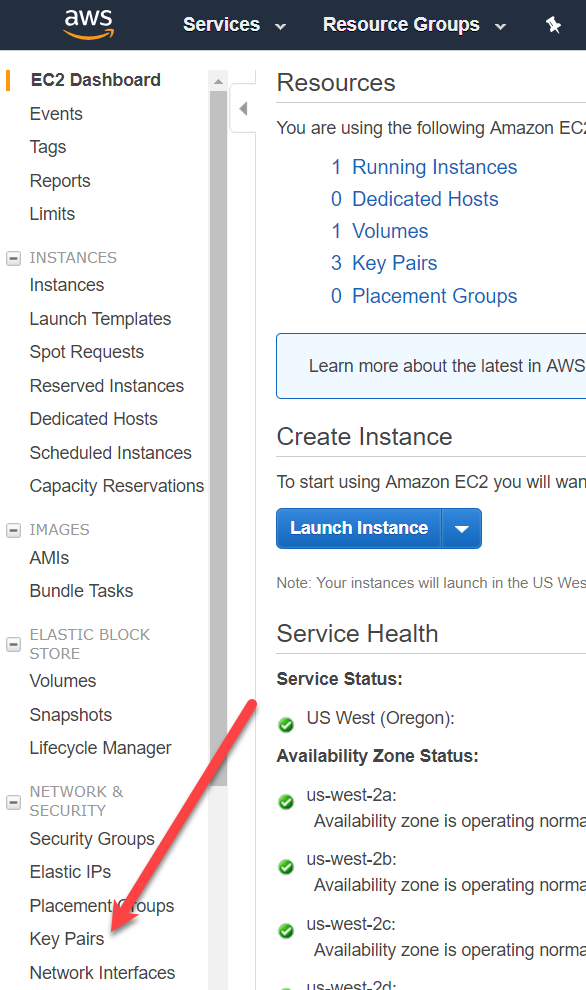 aws Services Resource Groups
EC2 Dashboard
Events
Tags
Reports
Limits
INSTANCES
Instances
Launch Templates
Spot Requests
Reserved Instances
Dedicated Hosts
Scheduled Instances
Capacity Reservations
IMAGES
AMIs
Bundle Tasks
ELASTIC BLOCK
STORE
Volumes
Snapshots
Lifecycle Manager
NETWORK &
SECURITY
Security Groups
Elastic IPs
Placement Groups
Key Pairs
Network Interfaces
Resources
You are using the following Amazon EC2
1 Running Instances
0 Dedicated Hosts
1 Volumes
3 Key Pairs
0 Placement Groups
Learn more about the latest in AWS
Create Instance
To start using Amazon EC2 you will wan
Launch Instance
Note: Your instances will launch in the US Wes
Service Health
Service Status:
US West (Oregon):
Availability Zone Status:
us-west-2a:
Availability zone is operating norma
us-west-2b:
Availability zone is operating norma
us-west-2c:
Availability zone is operating norma
us-west-2d: